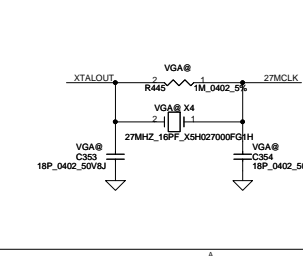 VGA@
XTALOUT 2 1 27MCLK
R445 1M_0402_5%
VGA@ X4
2 1
27MHZ_16PF_X5H027000FG1H
VGA@ VGA@
C353 C354
18P_0402_50V8J 18P_0402_50
A